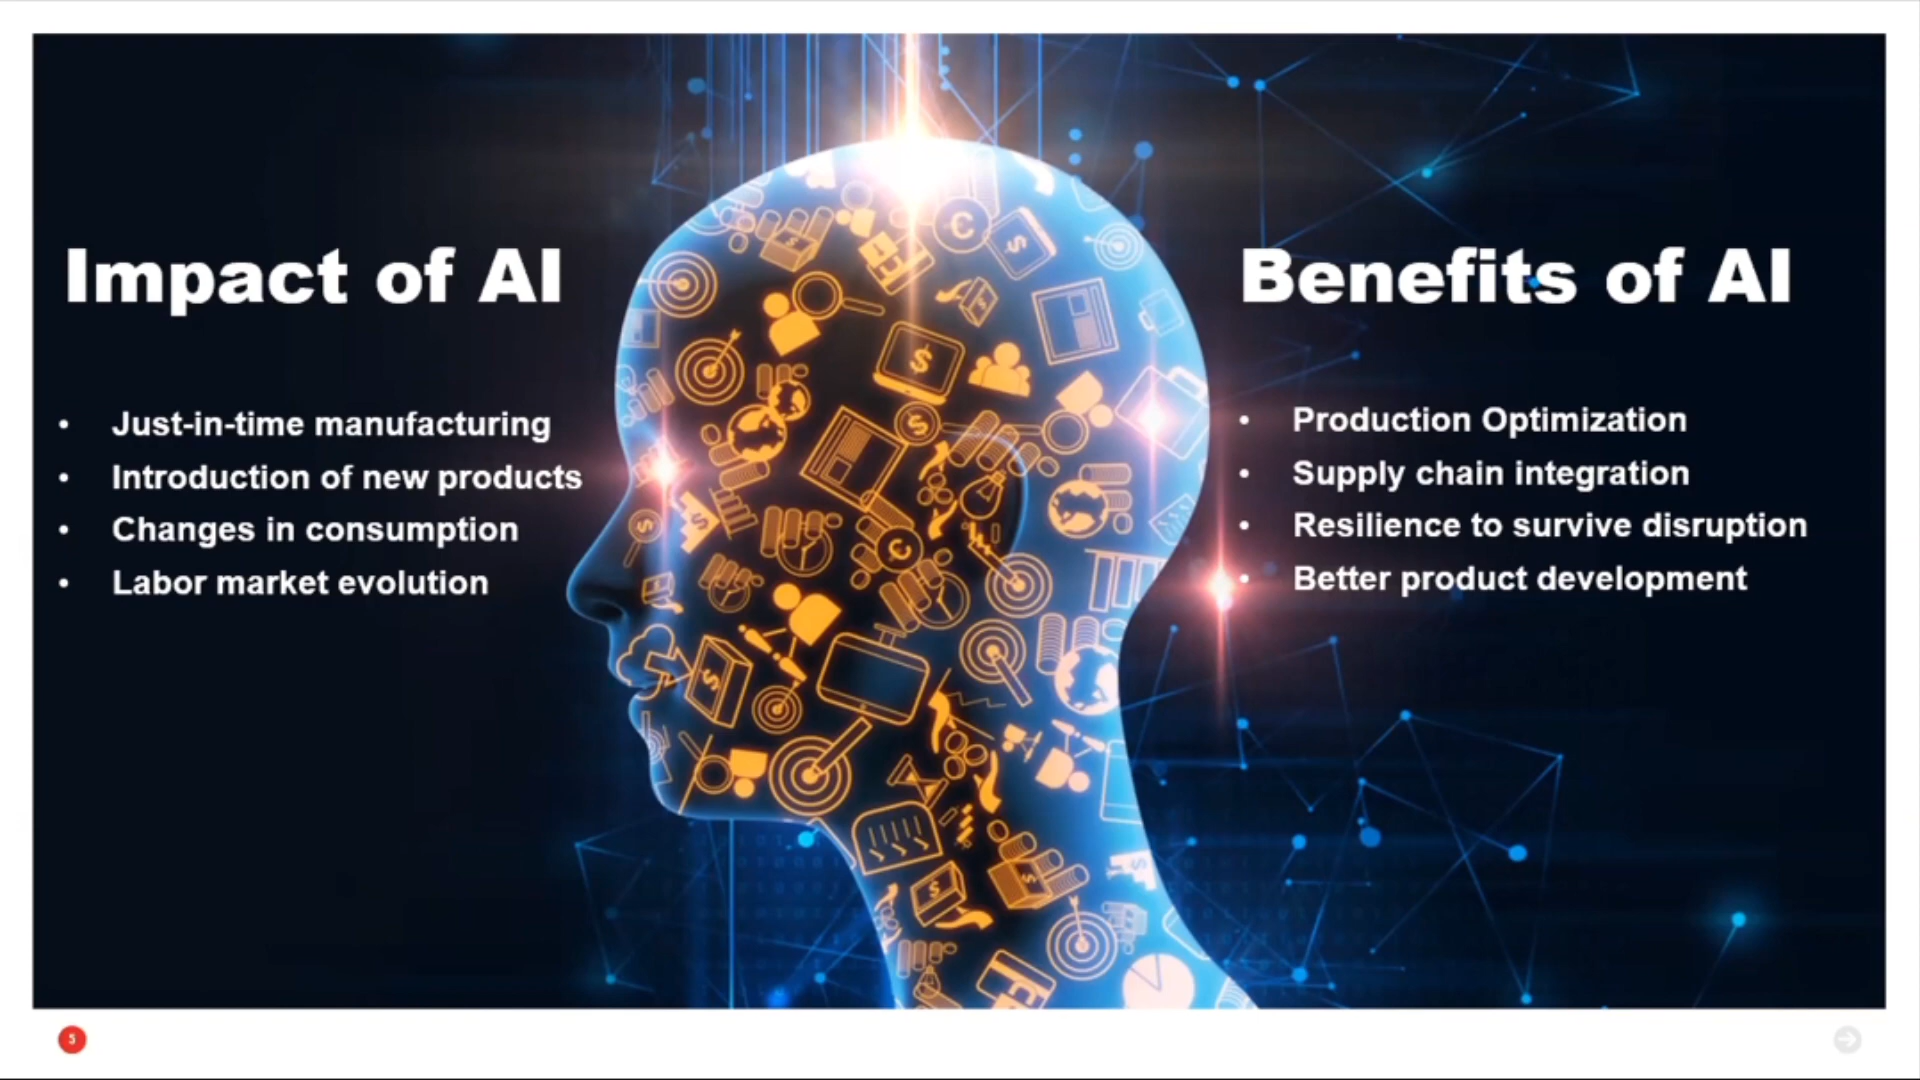 Impact of AI
• Just-in-time manufacturing
• Introduction of new products
• Changes in consumption
• Labor market evolution
Benefits of AI
• Production Optimization
• Supply chain integration
• Resilience to survive disruption
• Better product development
5